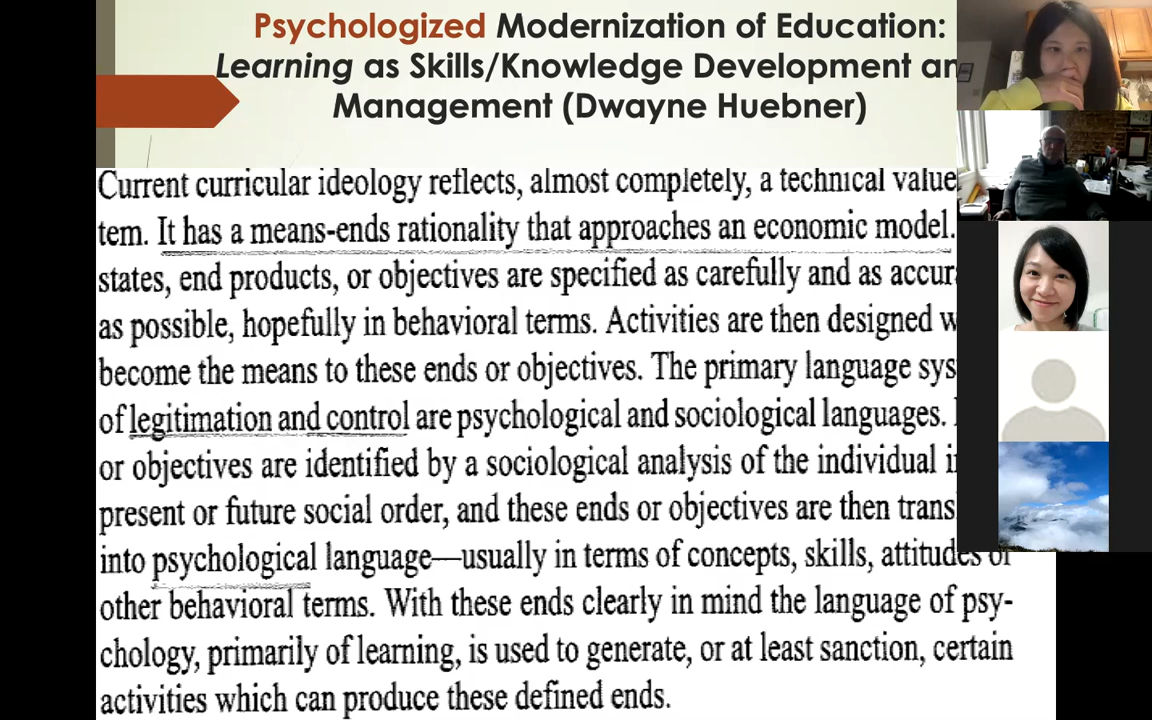 Psychologized Modernization of Education:
Learning as Skills/Knowledge Development an
Management (Dwayne Huebner)
Current curricular ideology reflects, almost completely, a technical value
tem. It has a means-ends rationality that approaches an economic model.
states, end products, or objectives are specified as carefully and as accur
as possible, hopefully in behavioral terms. Activities are then designed w
become the means to these ends or objectives. The primary language sys
of legitimation and control are psychological and sociological languages.
or objectives are identified by a sociological analysis of the individual i
present or future social order, and these ends or objectives are then trans
into psychological language—usually in terms of concepts, skills, attitudes or
other behavioral terms. With these ends clearly in mind the language of psy-
chology, primarily of learning, is used to generate, or at least sanction, certain
activities which can produce these defined ends.